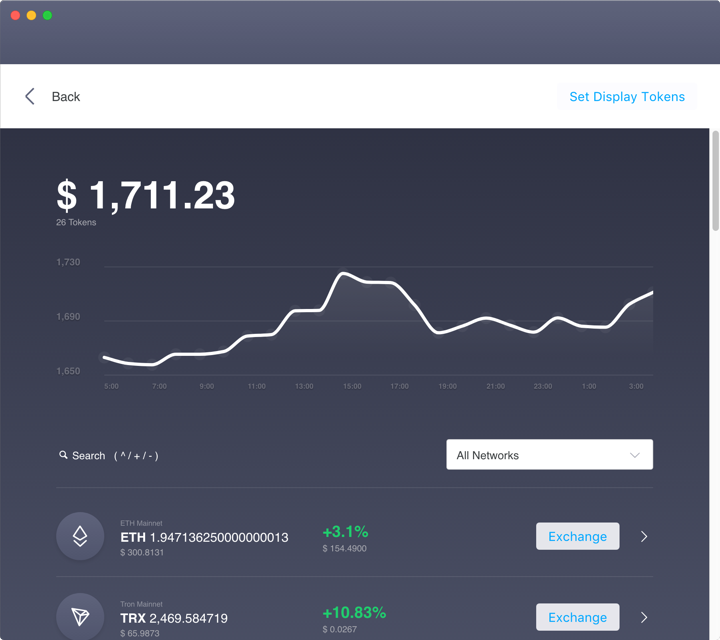 Back
Set Display Tokens
$ 1,711.23
26 Tokens
1,730
1,690
1,650
5:00 7:00 9:00 11:00 13:00 15:00 17:00 19:00 21:00 23:00 1:00 3:00
Search ( ^ / + / - )
All Networks
ETH Mainnet
ETH 1.947136250000000013
$ 300.8131
+3.1%
$ 154.4900
Exchange
Tron Mainnet
TRX 2,469.584719
$ 65.9873
+10.83%
$ 0.0267
Exchange